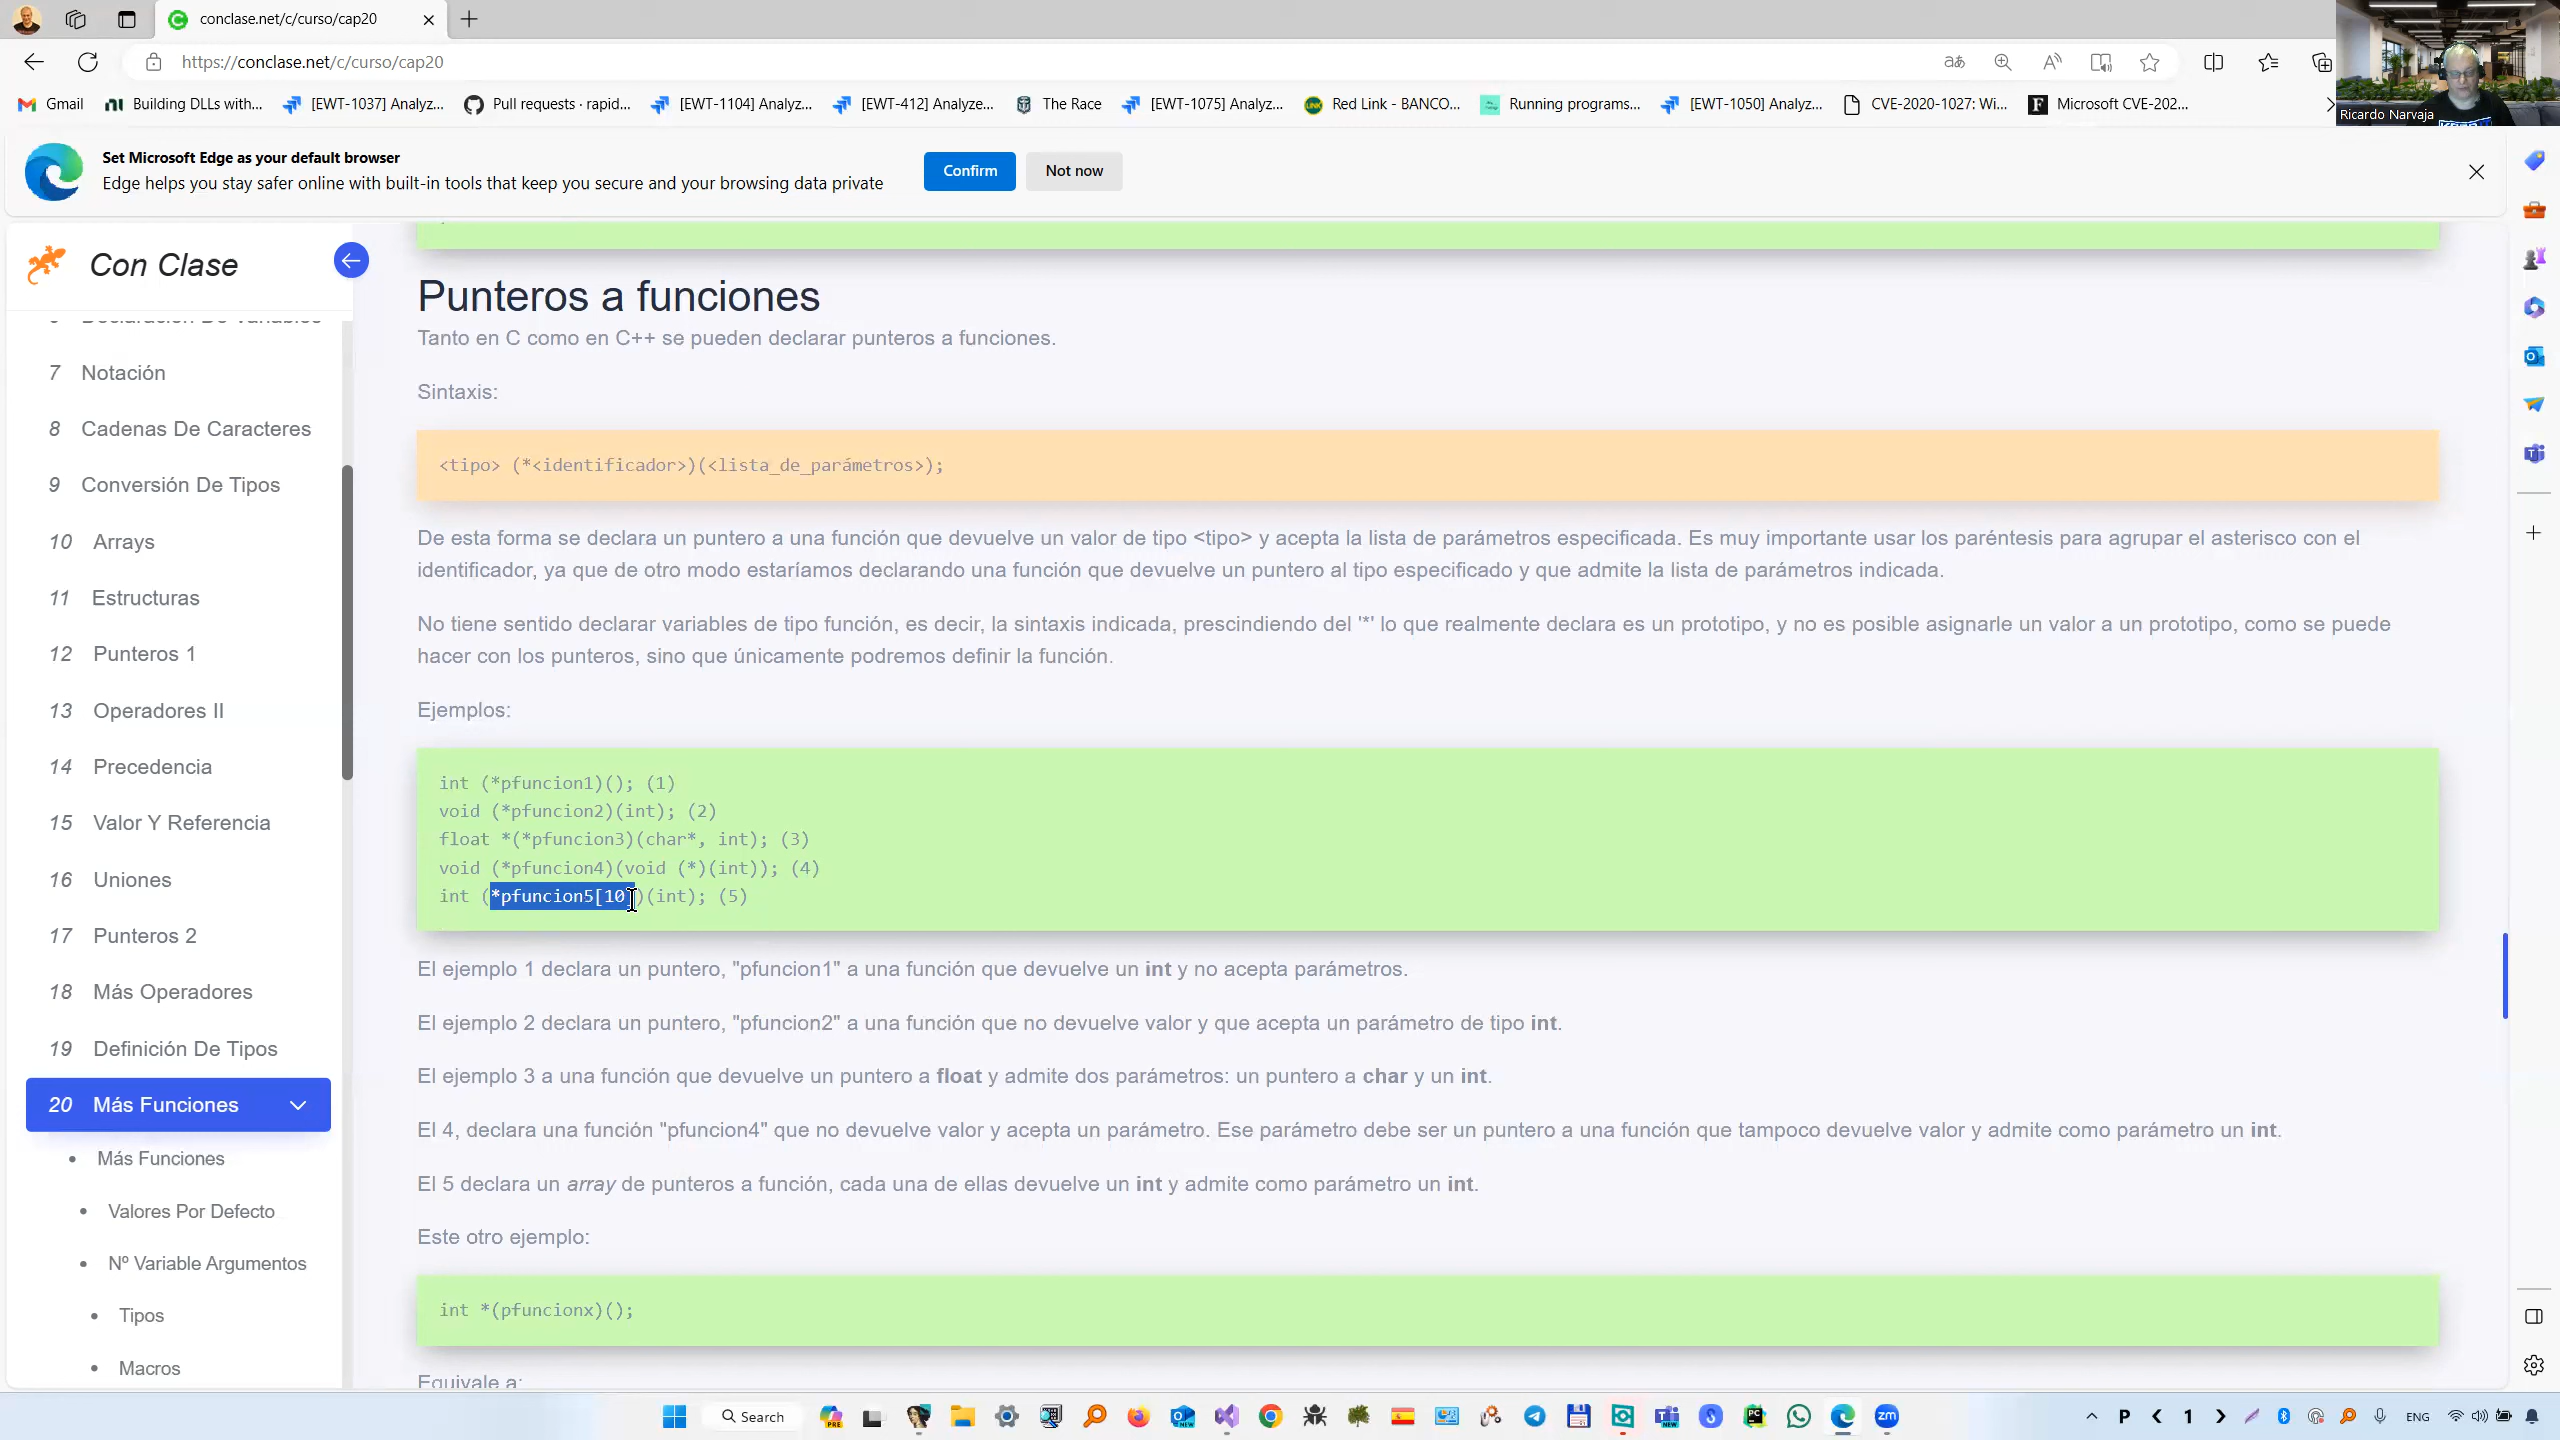 conclase.net/c/curso/cap20
https://conclase.net/c/curso/cap20
Gmail
Building DLLs with...
[EWT-1037] Analyz...
Pull requests · rapid...
[EWT-1104] Analyz...
[EWT-412] Analyze...
The Race
[EWT-1075] Analyz...
Red Link - BANCO...
Running programs...
[EWT-1050] Analyz...
CVE-2020-1027: Wi...
Microsoft CVE-202...
Ricardo Narvaja
Set Microsoft Edge as your default browser
Edge helps you stay safer online with built-in tools that keep you secure and your browsing data private
Confirm
Not now
Con Clase
7 Notación
8 Cadenas De Caracteres
9 Conversión De Tipos
10 Arrays
11 Estructuras
12 Punteros 1
13 Operadores II
14 Precedencia
15 Valor Y Referencia
16 Uniones
17 Punteros 2
18 Más Operadores
19 Definición De Tipos
20 Más Funciones
Más Funciones
Valores Por Defecto
Nº Variable Argumentos
Tipos
Macros
Punteros a funciones
Tanto en C como en C++ se pueden declarar punteros a funciones.
Sintaxis:
<tipo> (*<identificador>)(<lista_de_parámetros>);
De esta forma se declara un puntero a una función que devuelve un valor de tipo <tipo> y acepta la lista de parámetros especificada. Es muy importante usar los paréntesis para agrupar el asterisco con el
identificador, ya que de otro modo estaríamos declarando una función que devuelve un puntero al tipo especificado y que admite la lista de parámetros indicada.
No tiene sentido declarar variables de tipo función, es decir, la sintaxis indicada, prescindiendo del '*' lo que realmente declara es un prototipo, y no es posible asignarle un valor a un prototipo, como se puede
hacer con los punteros, sino que únicamente podremos definir la función.
Ejemplos:
int (*pfuncion1)(); (1)
void (*pfuncion2)(int); (2)
float *(*pfuncion3)(char*, int); (3)
void (*pfuncion4)(void (*)(int)); (4)
int (*pfuncion5[10])(int); (5)
El ejemplo 1 declara un puntero, "pfuncion1" a una función que devuelve un int y no acepta parámetros.
El ejemplo 2 declara un puntero, "pfuncion2" a una función que no devuelve valor y que acepta un parámetro de tipo int.
El ejemplo 3 a una función que devuelve un puntero a float y admite dos parámetros: un puntero a char y un int.
El 4, declara una función "pfuncion4" que no devuelve valor y acepta un parámetro. Ese parámetro debe ser un puntero a una función que tampoco devuelve valor y admite como parámetro un int.
El 5 declara un array de punteros a función, cada una de ellas devuelve un int y admite como parámetro un int.
Este otro ejemplo:
int *(pfuncionx)();
Equivale a:
Search
P
1
ENG